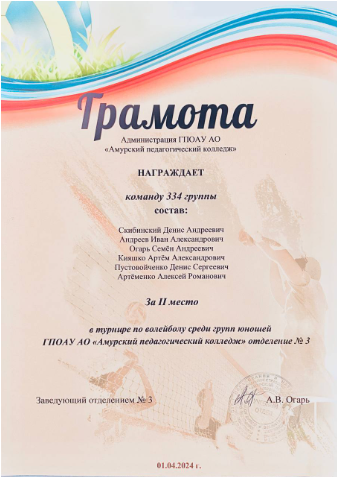 Грамота
Администрация ГПОАУ АО
«Амурский педагогический колледж»
НАГРАЖДАЕТ
команду 334 группы
состав:
Скибинский Денис Андреевич
Андреев Иван Александрович
Огарь Семён Андреевич
Кияшко Артём Александрович
Пустовойченко Денис Сергеевич
Артёменко Алексей Романович
За II место
в турнире по волейболу среди групп юношей
ГПОАУ АО «Амурский педагогический колледж» отделение № 3
Заведующий отделением № 3 А.В. Огарь
01.04.2024 г.